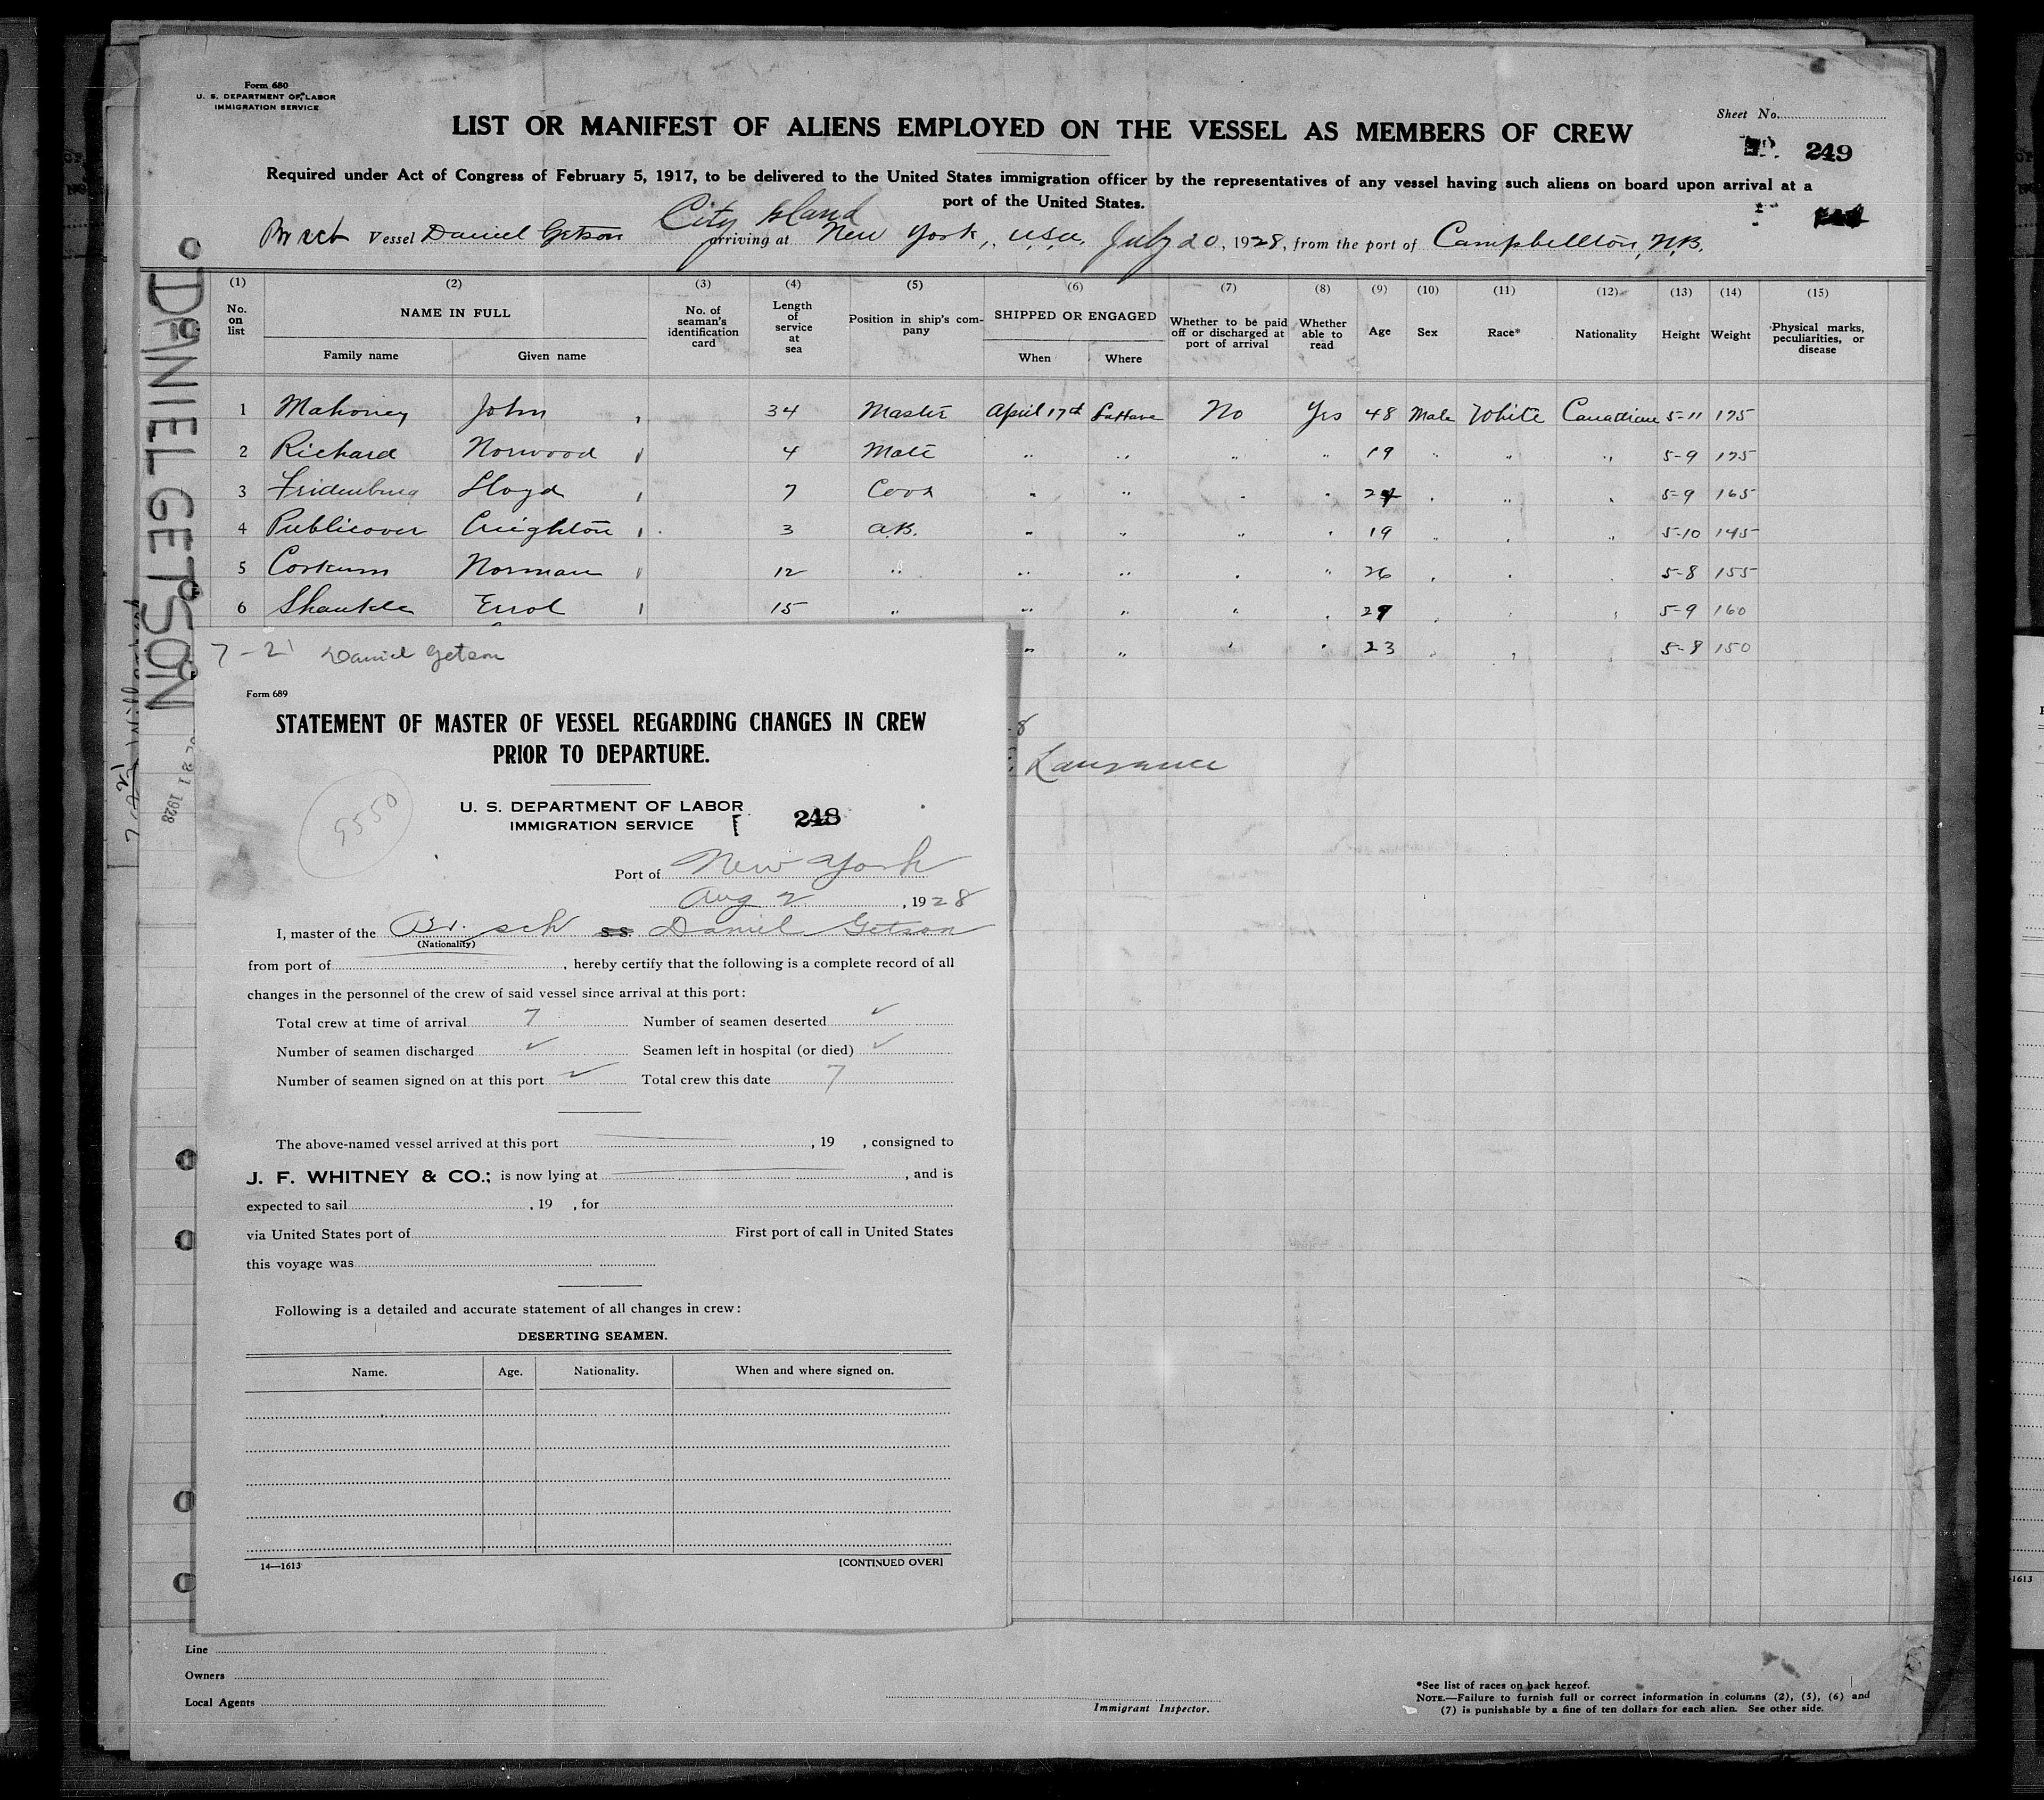 Form 680
U. S. DEPARTMENT OF LABOR
IMMIGRATION SERVICE
Sheet No.
LIST OR MANIFEST OF ALIENS EMPLOYED ON THE VESSEL AS MEMBERS OF CREW
249
Required under Act of Congress of February 5, 1917, to be delivered to the United States immigration officer by the representatives of any vessel having such aliens on board upon arrival at a
port of the United States.
City Island
Br sch Vessel Daniel Getson arriving at New York, U.S.A. July 20, 1928, from the port of Campbellton, N.B.
(1) (2) (3) (4) (5) (6) (7) (8) (9) (10) (11) (12) (13) (14) (15)
No. on list NAME IN FULL Family name Given name No. of seaman's identification card Length of service at sea Position in ship's company SHIPPED OR ENGAGED When Where Whether to be paid off or discharged at port of arrival Whether able to read Age Sex Race* Nationality Height Weight Physical marks, peculiarities, or disease
1 Mahoney John 34 Master April 17th LaHave No Yes 48 Male White Canadian 5-11 175
2 Richard Norwood 4 Mate " " " " 19 " " " 5-9 175
3 Fridenburg Lloyd 7 Cook " " " " " " " 5-9 165
4 Publicover Creighton 3 A.B. " " " " 19 " " " 5-10 145
5 Corkum Norman 12 " " " " " 26 " " " 5-8 155
6 Shankle Errol 15 " " " " " " " " 5-9 160
" " " " 23 " " " 5-8 150
Laurance
DANIEL GETSON
21 1928
7-21 Daniel Getson
Form 689
STATEMENT OF MASTER OF VESSEL REGARDING CHANGES IN CREW
PRIOR TO DEPARTURE.
9550
U. S. DEPARTMENT OF LABOR
IMMIGRATION SERVICE
248
Port of New York
Aug 2, 1928
I, master of the Br. sch S.S. Daniel Getson
(Nationality)
from port of, hereby certify that the following is a complete record of all
changes in the personnel of the crew of said vessel since arrival at this port:
Total crew at time of arrival 7 Number of seamen deserted ✓
Number of seamen discharged ✓ Seamen left in hospital (or died) ✓
Number of seamen signed on at this port ✓ Total crew this date 7
The above-named vessel arrived at this port, 19 , consigned to
J. F. WHITNEY & CO.; is now lying at, and is
expected to sail, 19 , for
via United States port of First port of call in United States
this voyage was
Following is a detailed and accurate statement of all changes in crew:
DESERTING SEAMEN.
Name. Age. Nationality. When and where signed on.
14—1613 [CONTINUED OVER]
Line
Owners
Local Agents
Immigrant Inspector.
*See list of races on back hereof.
NOTE.—Failure to furnish full or correct information in columns (2), (5), (6) and
(7) is punishable by a fine of ten dollars for each alien. See other side.
-1613